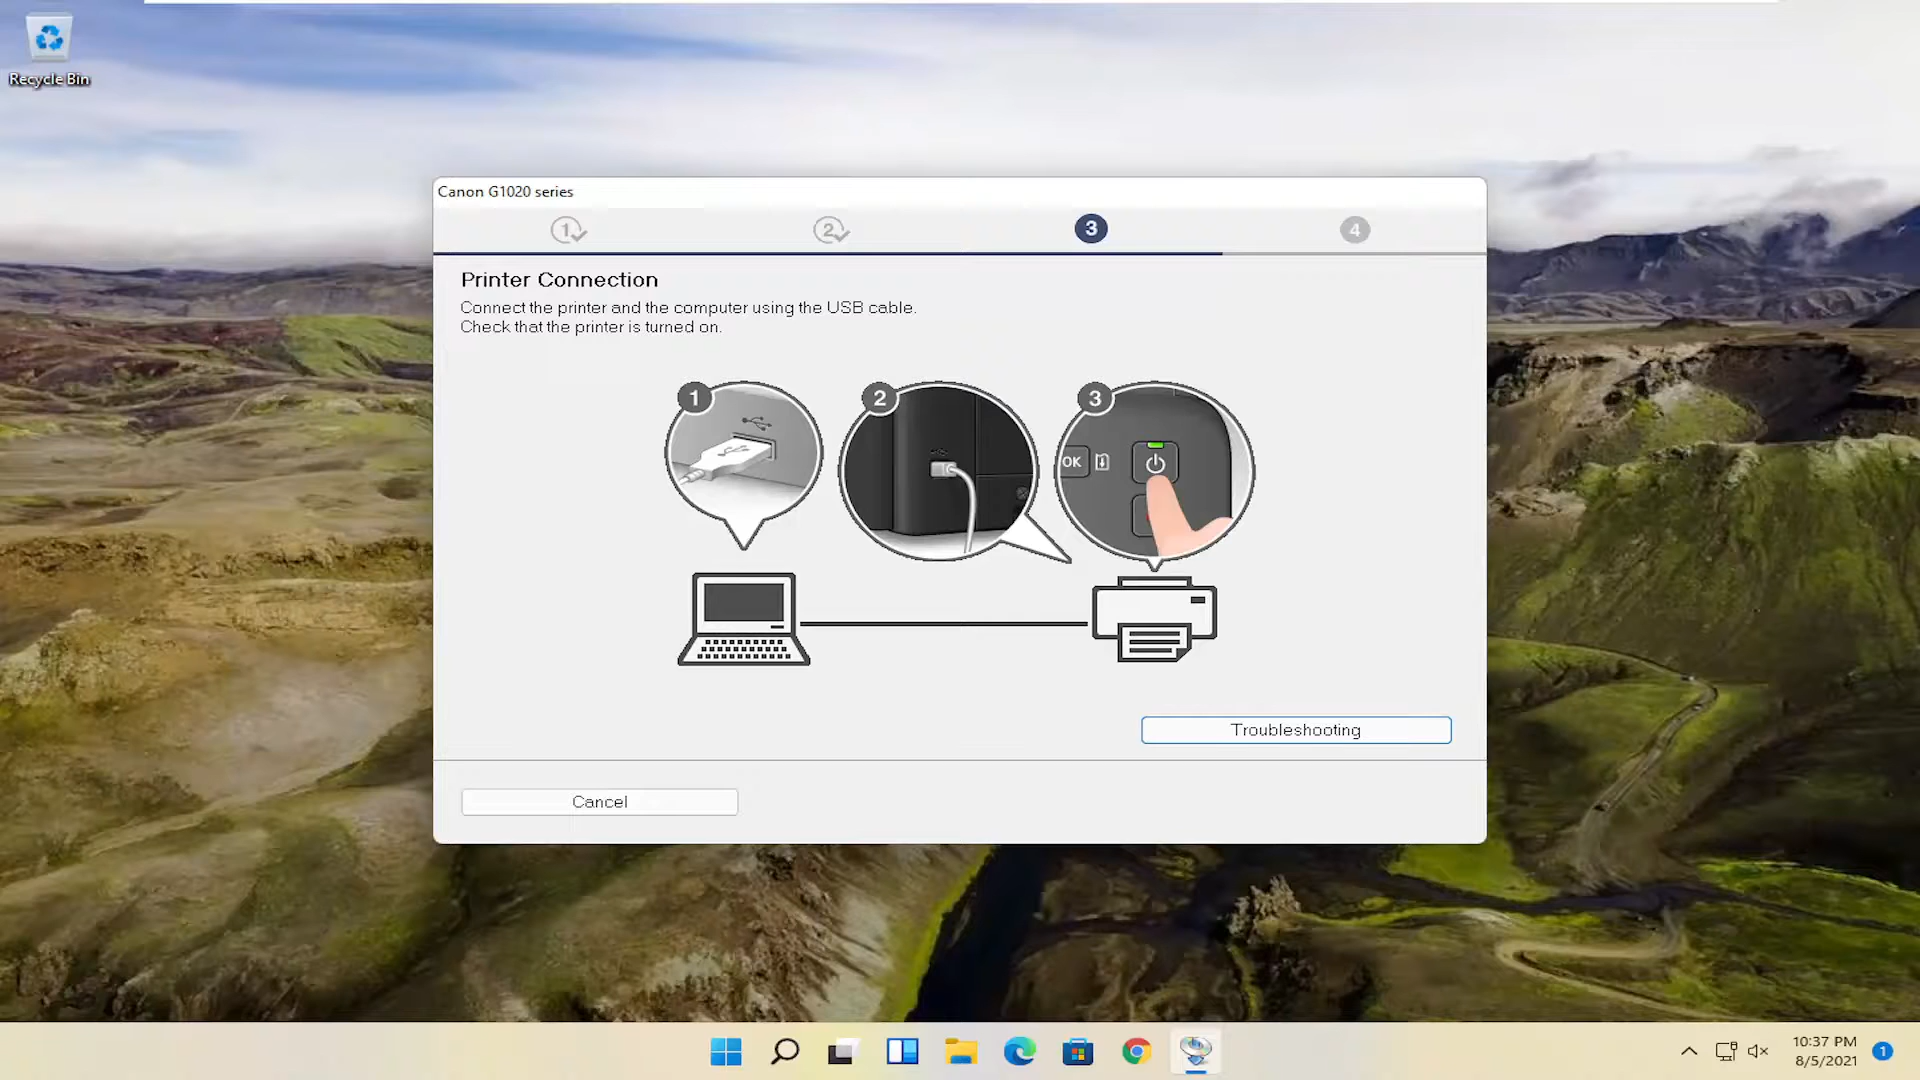 Recycle Bin
Canon G1020 series
1
2
3
4
Printer Connection
Connect the printer and the computer using the USB cable.
Check that the printer is turned on.
1
2
3
OK
Troubleshooting
Cancel
10:37 PM
8/5/2021
1